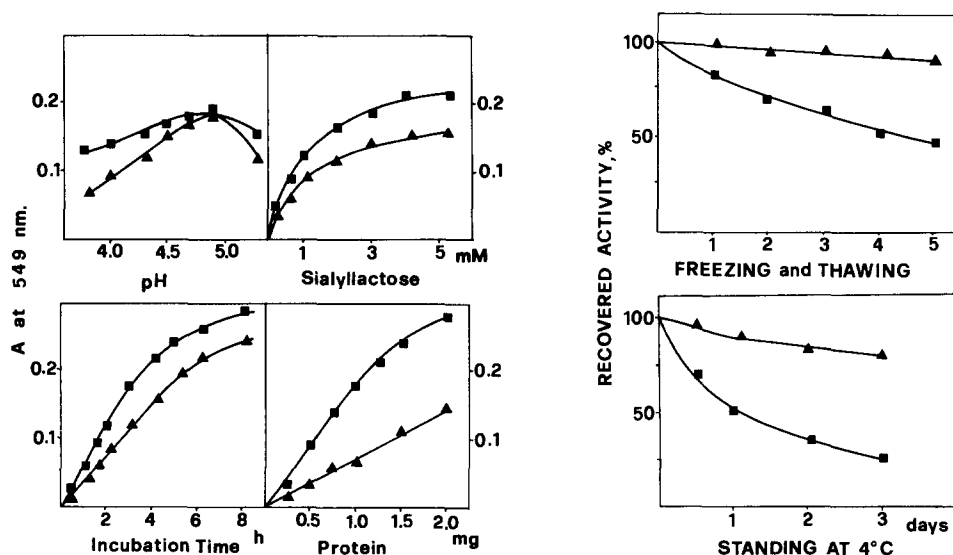 A at 549 nm.
0.2
0.1
4.0 4.5 5.0
pH
0.2
0.1
1 3 5 mM
Sialyllactose
0.2
0.1
2 4 6 8 h
Incubation Time
0.2
0.1
0.5 1.0 1.5 2.0 mg
Protein
RECOVERED ACTIVITY,%
100
50
1 2 3 4 5
FREEZING and THAWING
100
50
1 2 3 days
STANDING AT 4°C